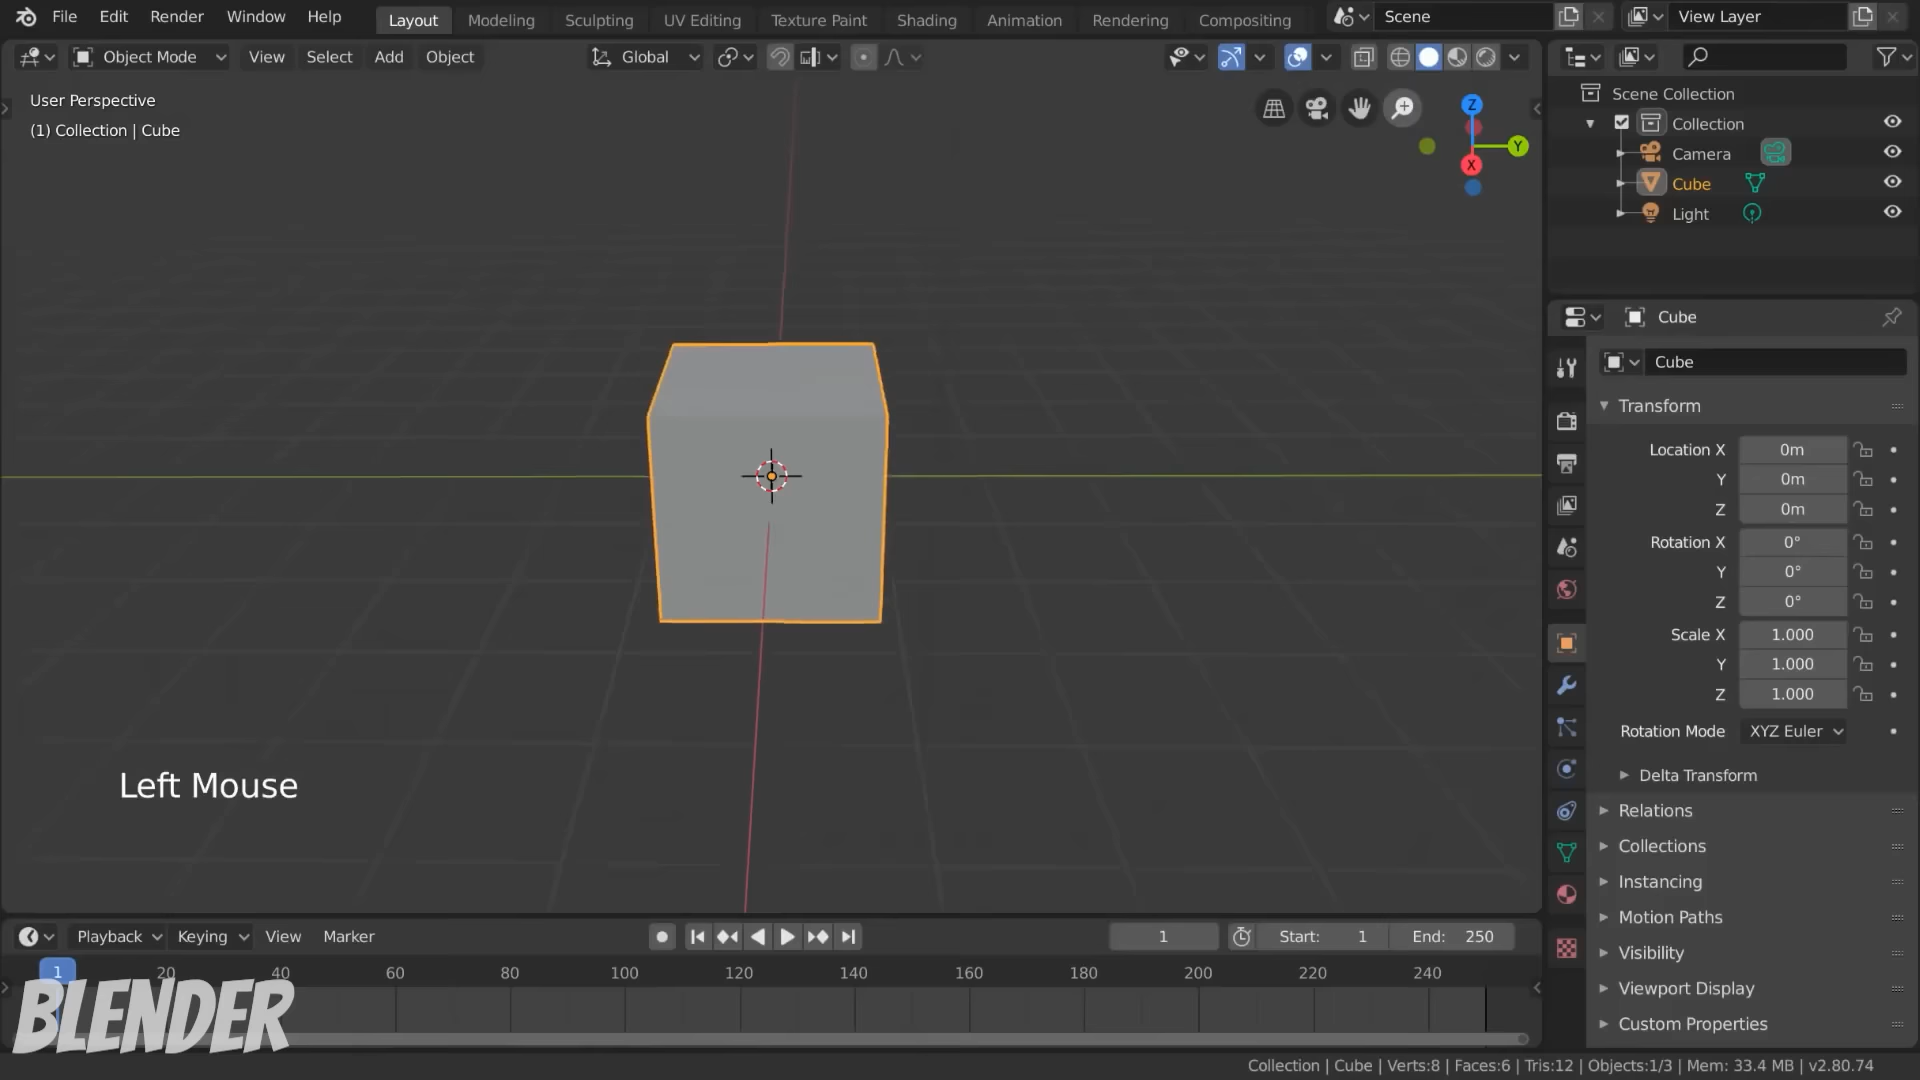 File Edit Render Window Help Layout Modeling Sculpting UV Editing Texture Paint Shading Animation Rendering Compositing Scene View Layer
Object Mode View Select Add Object Global
User Perspective
(1) Collection | Cube
Z
Y
X
Scene Collection
Collection
Camera
Cube
Light
Cube
Cube
Transform
Location X 0m
Y 0m
Z 0m
Rotation X 0°
Y 0°
Z 0°
Scale X 1.000
Y 1.000
Z 1.000
Rotation Mode XYZ Euler
Delta Transform
Relations
Collections
Instancing
Motion Paths
Visibility
Viewport Display
Custom Properties
Left Mouse
Playback Keying View Marker 1 Start: 1 End: 250
1 20 40 60 80 100 120 140 160 180 200 220 240
BLENDER
Collection | Cube | Verts:8 | Faces:6 | Tris:12 | Objects:1/3 | Mem: 33.4 MB | v2.80.74